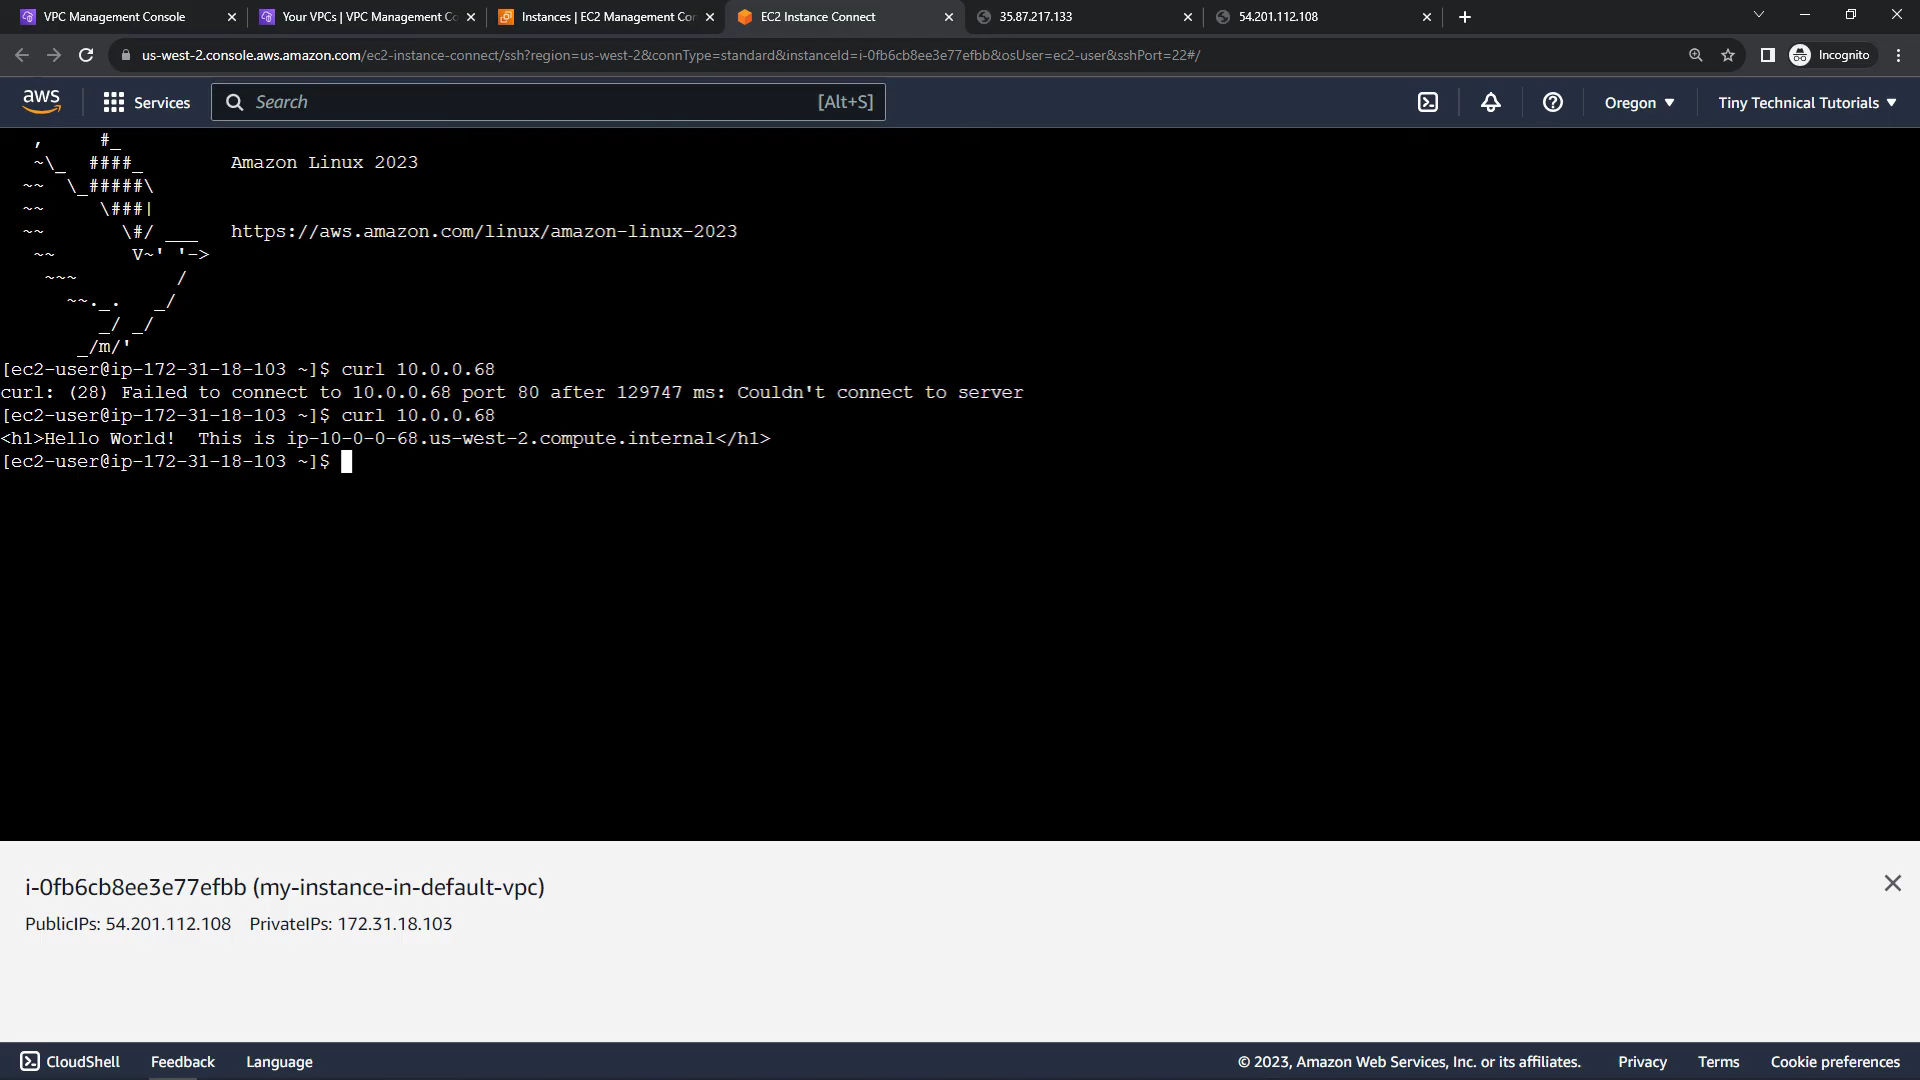 VPC Management Console
Your VPCs | VPC Management Co
Instances | EC2 Management Con
EC2 Instance Connect
35.87.217.133
54.201.112.108
us-west-2.console.aws.amazon.com/ec2-instance-connect/ssh?region=us-west-2&connType=standard&instanceId=i-0fb6cb8ee3e77efbb&osUser=ec2-user&sshPort=22#/
Incognito
aws
Services
Search
[Alt+S]
Oregon
Tiny Technical Tutorials
   ,     #_
   ~\_  ####_        Amazon Linux 2023
  ~~  \_#####\
  ~~     \###|
  ~~       \#/ ___   https://aws.amazon.com/linux/amazon-linux-2023
   ~~       V~' '->
    ~~~         /
      ~~._.   _/
         _/ _/
       _/m/'
[ec2-user@ip-172-31-18-103 ~]$ curl 10.0.0.68
curl: (28) Failed to connect to 10.0.0.68 port 80 after 129747 ms: Couldn't connect to server
[ec2-user@ip-172-31-18-103 ~]$ curl 10.0.0.68
<h1>Hello World!  This is ip-10-0-0-68.us-west-2.compute.internal</h1>
[ec2-user@ip-172-31-18-103 ~]$
i-0fb6cb8ee3e77efbb (my-instance-in-default-vpc)
PublicIPs: 54.201.112.108 PrivateIPs: 172.31.18.103
CloudShell
Feedback
Language
© 2023, Amazon Web Services, Inc. or its affiliates.
Privacy
Terms
Cookie preferences